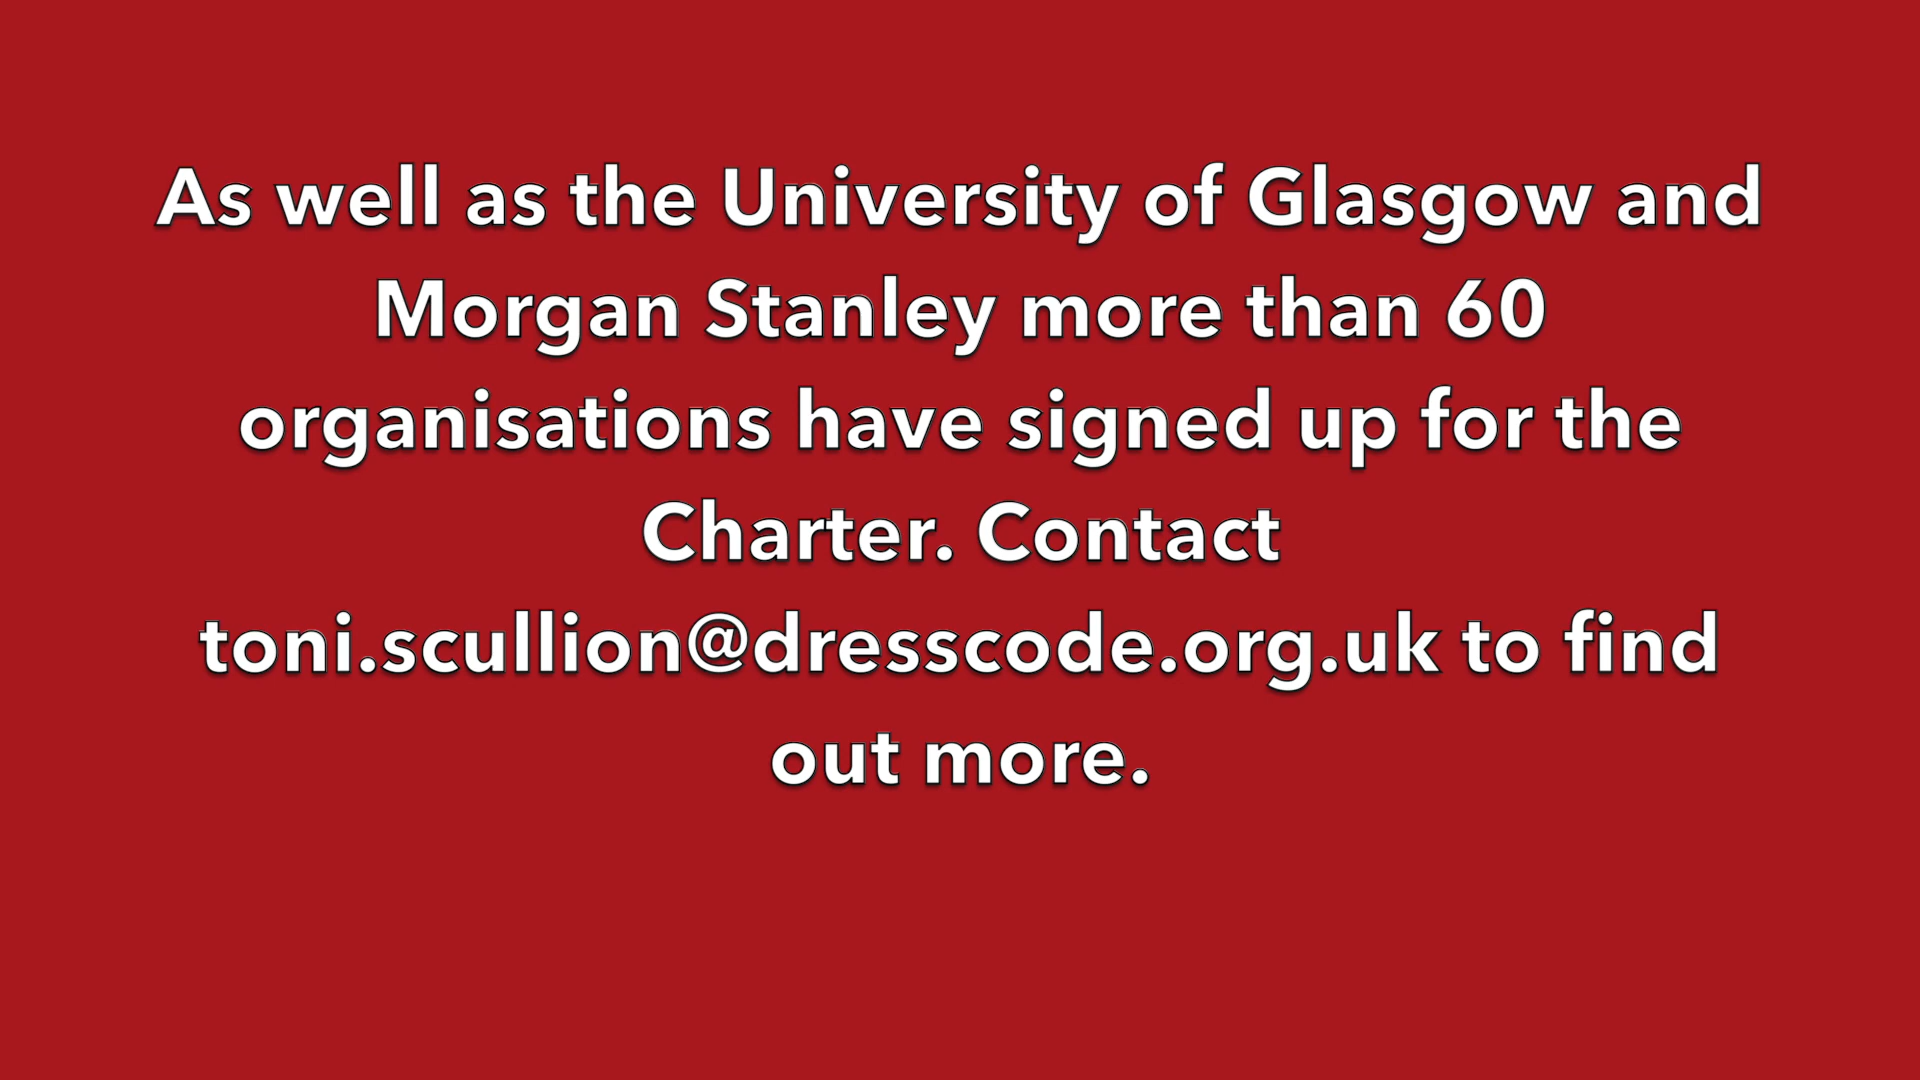 As well as the University of Glasgow and
Morgan Stanley more than 60
organisations have signed up for the
Charter. Contact
toni.scullion@dresscode.org.uk to find
out more.